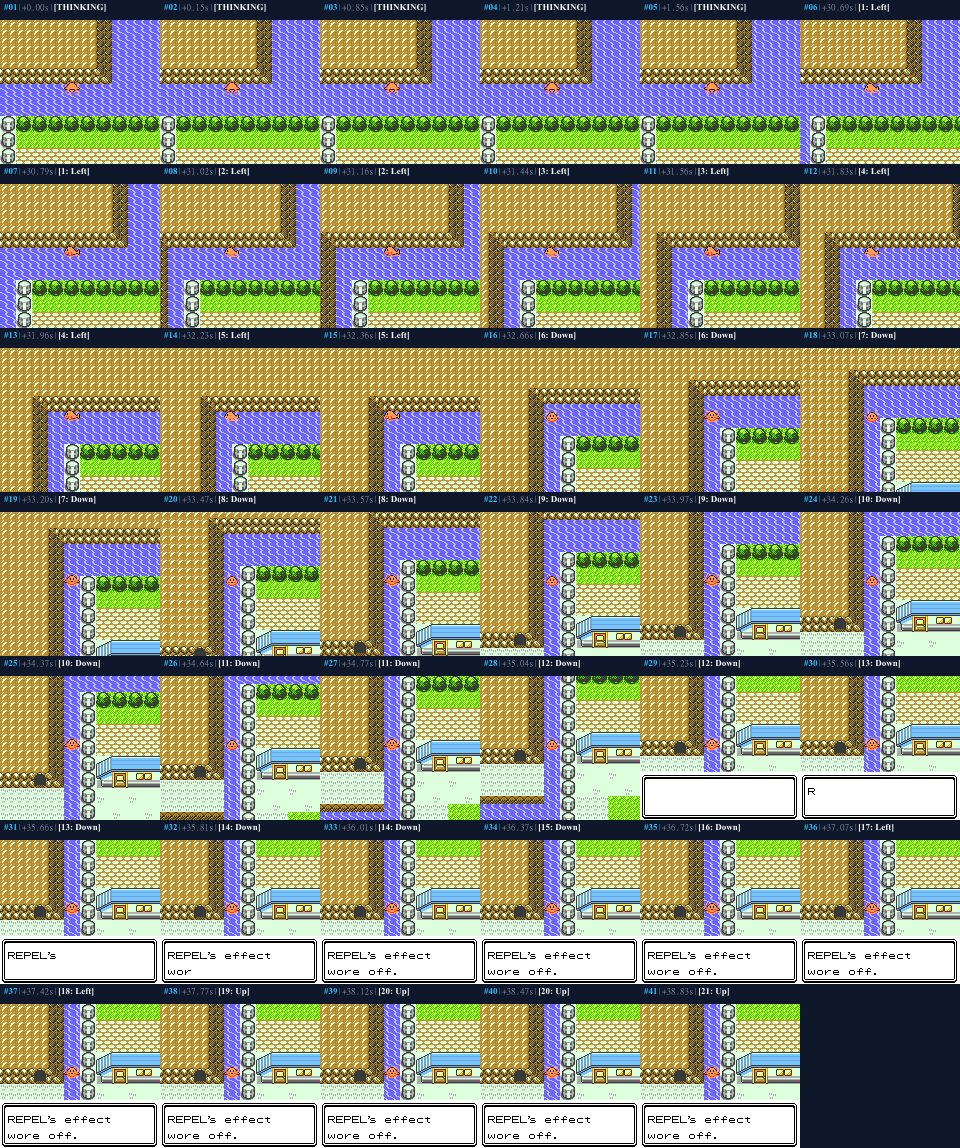 #01|+0.00s|[THINKING]
#02|+0.15s|[THINKING]
#03|+0.85s|[THINKING]
#04|+1.21s|[THINKING]
#05|+1.56s|[THINKING]
#06|+30.69s|[1: Left]
#07|+30.79s|[1: Left]
#08|+31.02s|[2: Left]
#09|+31.16s|[2: Left]
#10|+31.44s|[3: Left]
#11|+31.56s|[3: Left]
#12|+31.83s|[4: Left]
#13|+31.96s|[4: Left]
#14|+32.23s|[5: Left]
#15|+32.36s|[5: Left]
#16|+32.66s|[6: Down]
#17|+32.85s|[6: Down]
#18|+33.07s|[7: Down]
#19|+33.20s|[7: Down]
#20|+33.47s|[8: Down]
#21|+33.57s|[8: Down]
#22|+33.84s|[9: Down]
#23|+33.97s|[9: Down]
#24|+34.26s|[10: Down]
#25|+34.37s|[10: Down]
#26|+34.64s|[11: Down]
#27|+34.77s|[11: Down]
#28|+35.04s|[12: Down]
#29|+35.23s|[12: Down]
#30|+35.56s|[13: Down]
R
#31|+35.66s|[13: Down]
#32|+35.81s|[14: Down]
#33|+36.01s|[14: Down]
#34|+36.37s|[15: Down]
#35|+36.72s|[16: Down]
#36|+37.07s|[17: Left]
REPEL's
REPEL's effect
wor
REPEL's effect
wore off.
REPEL's effect
wore off.
REPEL's effect
wore off.
REPEL's effect
wore off.
#37|+37.42s|[18: Left]
#38|+37.77s|[19: Up]
#39|+38.12s|[20: Up]
#40|+38.47s|[20: Up]
#41|+38.83s|[21: Up]
REPEL's effect
wore off.
REPEL's effect
wore off.
REPEL's effect
wore off.
REPEL's effect
wore off.
REPEL's effect
wore off.